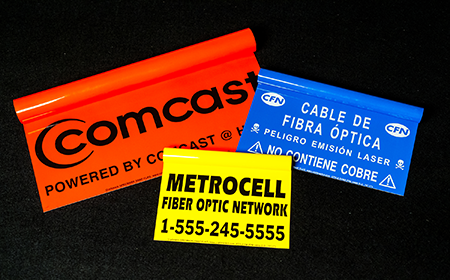 comcast
POWERED BY COMCAST @ H
CFN
CABLE DE
FIBRA ÓPTICA
CFN
PELIGRO EMISIÓN LASER
NO CONTIENE COBRE
METROCELL
FIBER OPTIC NETWORK
1-555-245-5555